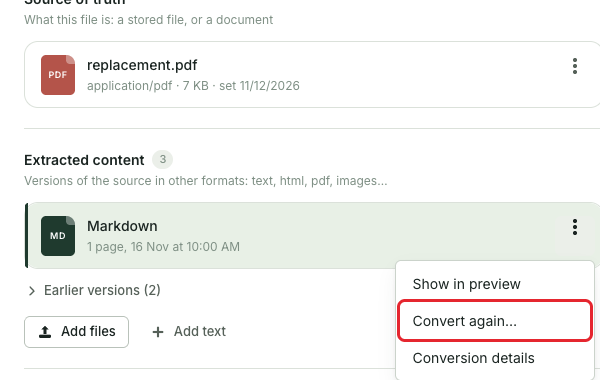 Source of truth
What this file is: a stored file, or a document
PDF
replacement.pdf
application/pdf · 7 KB · set 11/12/2026
Extracted content 3
Versions of the source in other formats: text, html, pdf, images...
MD
Markdown
1 page, 16 Nov at 10:00 AM
Show in preview
Earlier versions (2)
Convert again...
Add files
Add text
Conversion details